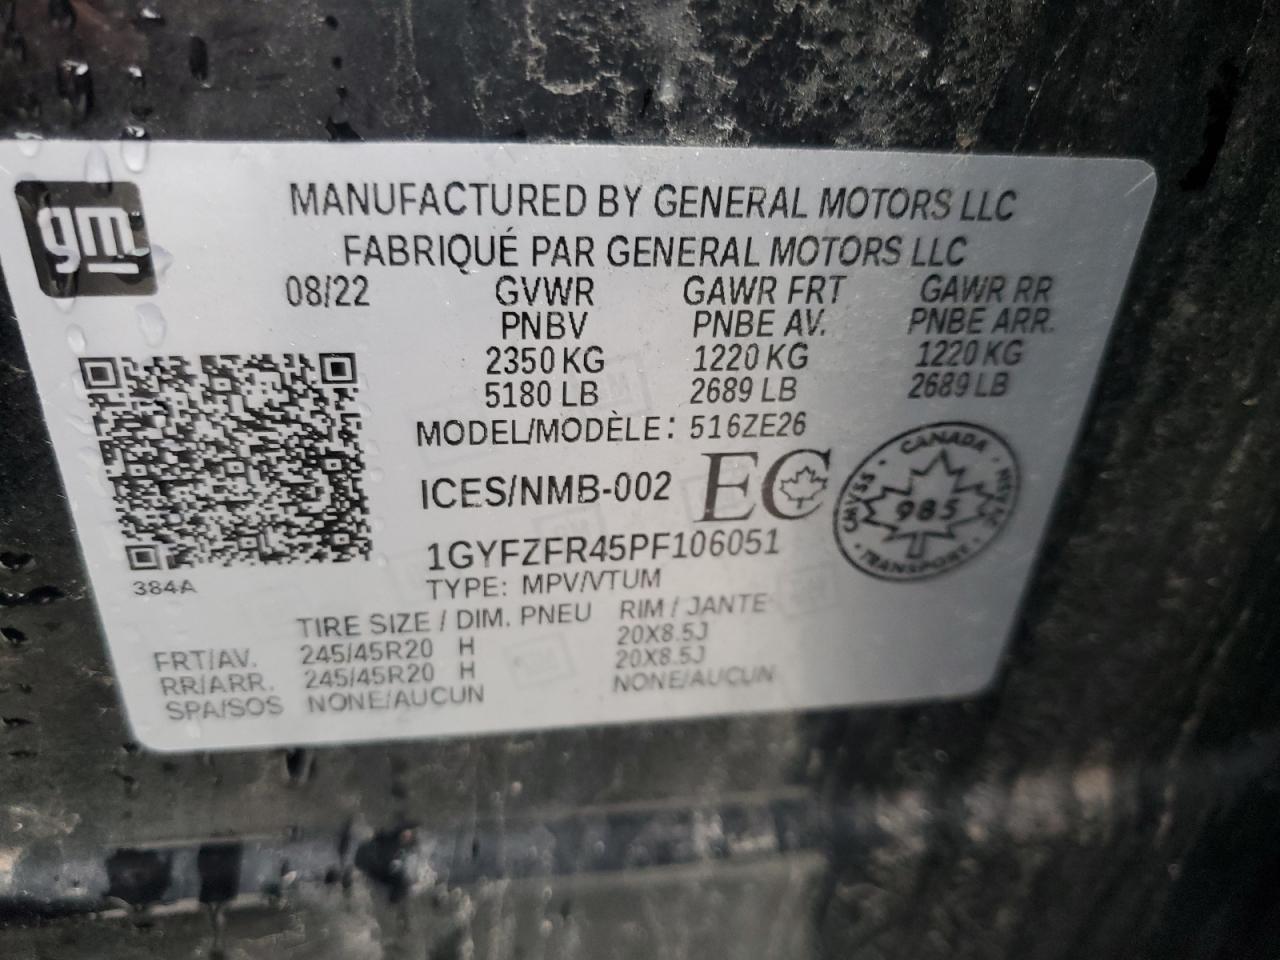 gm
MANUFACTURED BY GENERAL MOTORS LLC
FABRIQUÉ PAR GENERAL MOTORS LLC
08/22 GVWR GAWR FRT GAWR RR
PNBV PNBE AV. PNBE ARR.
2350 KG 1220 KG 1220 KG
5180 LB 2689 LB 2689 LB
MODEL/MODÈLE: 516ZE26
ICES/NMB-002 EC
CANADA
CMVSS 985 NSVAC
TRANSPORT
1GYFZFR45PF106051
384A TYPE: MPV/VTUM
TIRE SIZE / DIM. PNEU RIM / JANTE
FRT/AV. 245/45R20 H 20X8.5J
RR/ARR. 245/45R20 H 20X8.5J
SPA/SOS NONE/AUCUN NONE/AUCUN